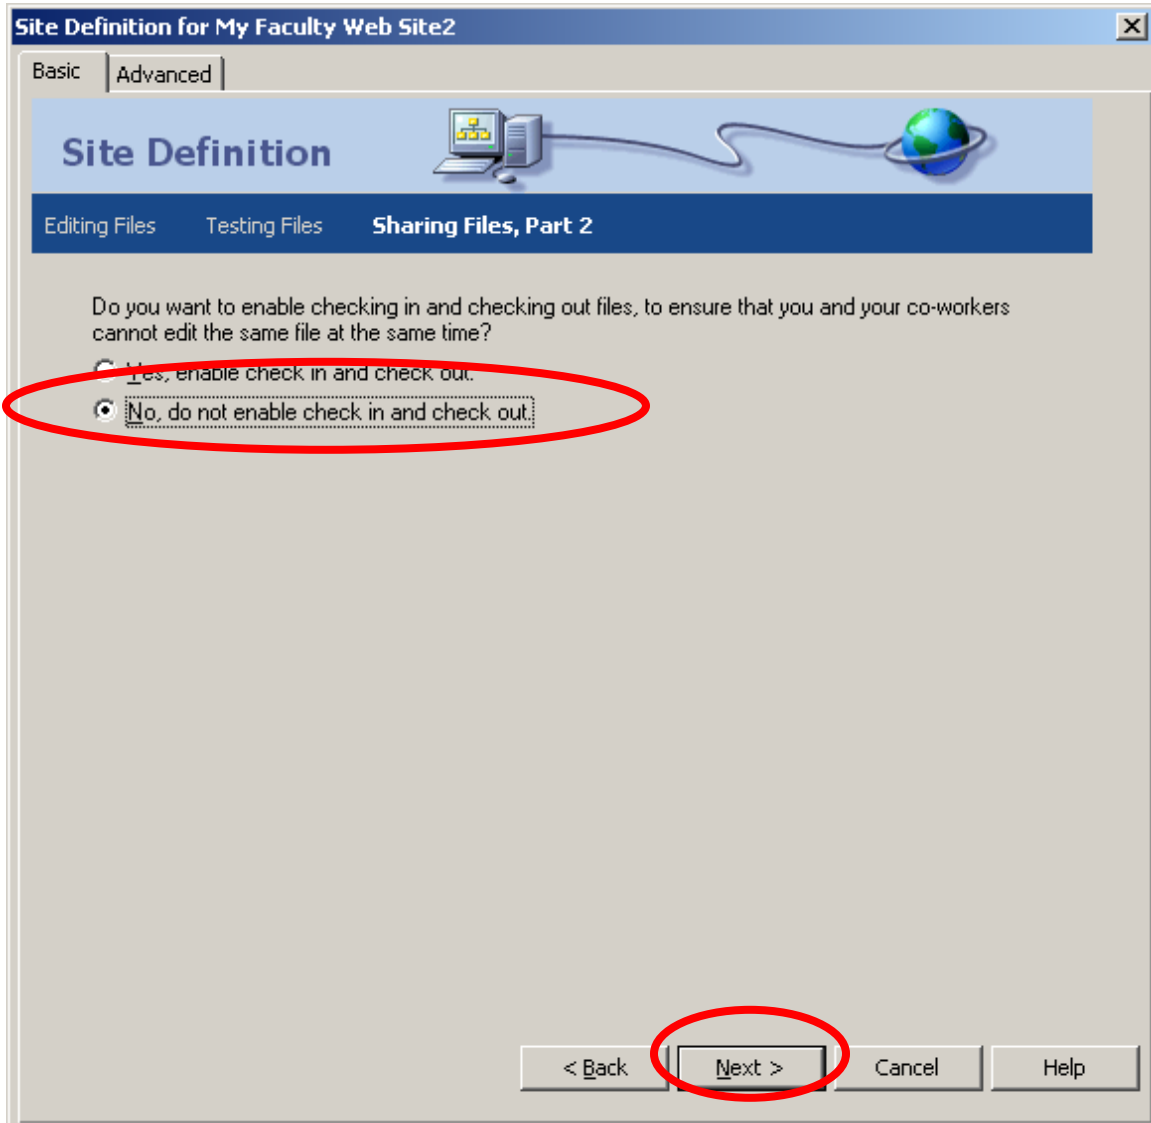 Site Definition for My Faculty Web Site2
Basic Advanced
Site Definition
Editing Files Testing Files Sharing Files, Part 2
Do you want to enable checking in and checking out files, to ensure that you and your co-workers
cannot edit the same file at the same time?
Yes, enable check in and check out.
No, do not enable check in and check out.
< Back Next > Cancel Help